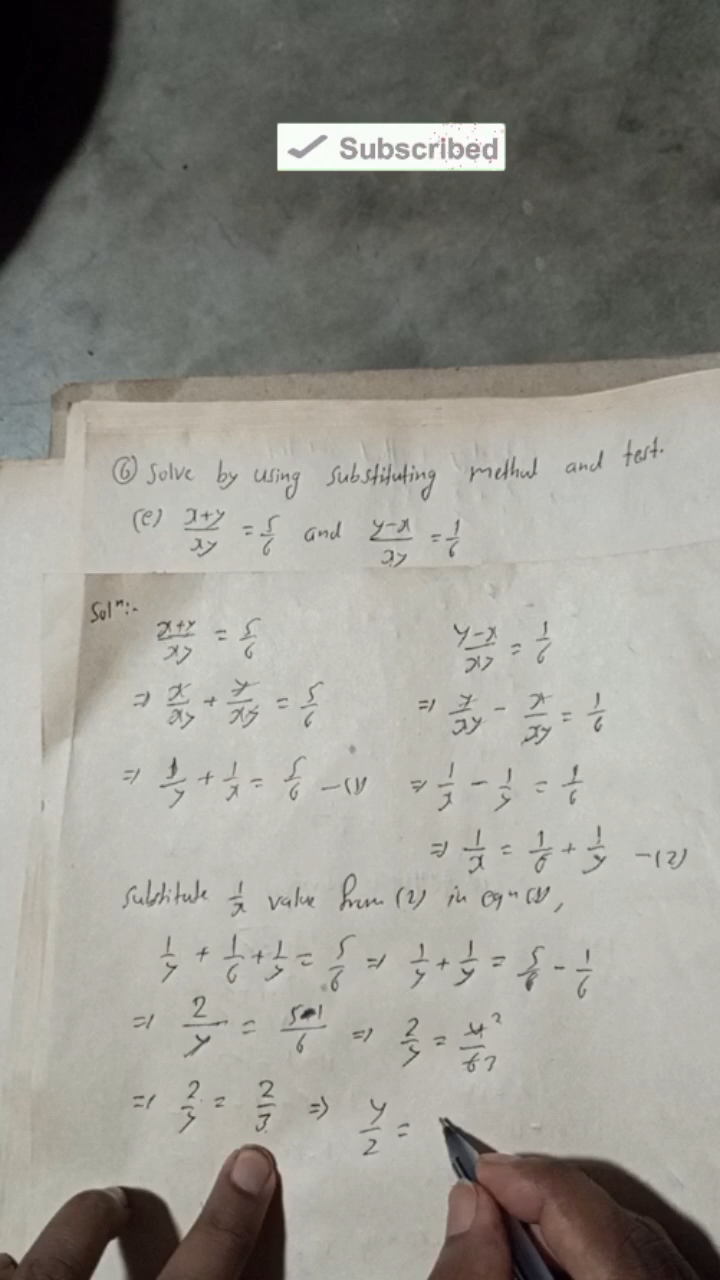 Subscribed
⑥ Solve by using substituting method and test.
(e) x+y/xy = 5/6 and y-x/xy = 1/6
Solⁿ:-
x+y/xy = 5/6
y-x/xy = 1/6
⇒ x/xy + y/xy = 5/6
⇒ y/xy - x/xy = 1/6
⇒ 1/y + 1/x = 5/6 -(1)
⇒ 1/x - 1/y = 1/6
⇒ 1/x = 1/6 + 1/y -(2)
Substitute 1/x value from (2) in eqn (1),
1/y + 1/6 + 1/y = 5/6 ⇒ 1/y + 1/y = 5/6 - 1/6
⇒ 2/y = 5-1/6 ⇒ 2/y = 4 2/6 3
⇒ 2/y = 2/3 ⇒ y/2 =